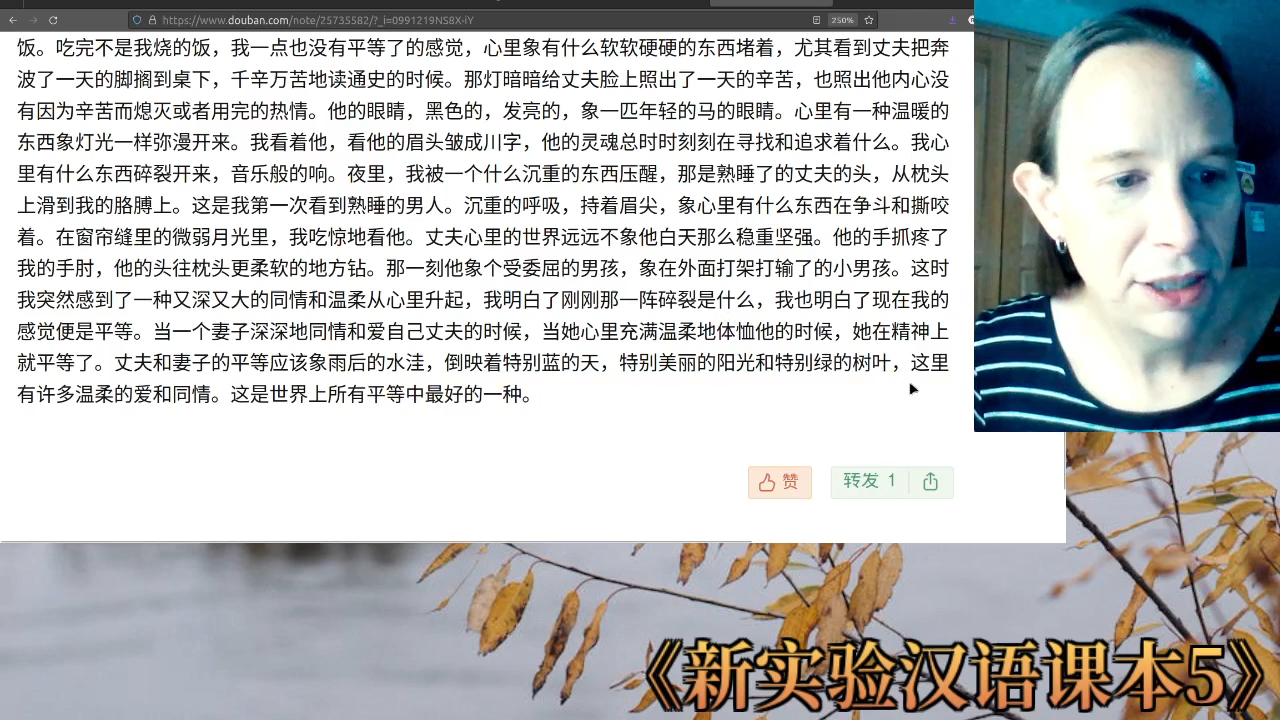 https://www.douban.com/note/25735582/?_i=0991219NS8X-iY
250%
饭。吃完不是我烧的饭，我一点也没有平等了的感觉，心里象有什么软软硬硬的东西堵着，尤其看到丈夫把奔
波了一天的脚搁到桌下，千辛万苦地读通史的时候。那灯暗暗给丈夫脸上照出了一天的辛苦，也照出他内心没
有因为辛苦而熄灭或者用完的热情。他的眼睛，黑色的，发亮的，象一匹年轻的马的眼睛。心里有一种温暖的
东西象灯光一样弥漫开来。我看着他，看他的眉头皱成川字，他的灵魂总时时刻刻在寻找和追求着什么。我心
里有什么东西碎裂开来，音乐般的响。夜里，我被一个什么沉重的东西压醒，那是熟睡了的丈夫的头，从枕头
上滑到我的胳膊上。这是我第一次看到熟睡的男人。沉重的呼吸，持着眉尖，象心里有什么东西在争斗和撕咬
着。在窗帘缝里的微弱月光里，我吃惊地看他。丈夫心里的世界远远不象他白天那么稳重坚强。他的手抓疼了
我的手肘，他的头往枕头更柔软的地方钻。那一刻他象个受委屈的男孩，象在外面打架打输了的小男孩。这时
我突然感到了一种又深又大的同情和温柔从心里升起，我明白了刚刚那一阵碎裂是什么，我也明白了现在我的
感觉便是平等。当一个妻子深深地同情和爱自己丈夫的时候，当她心里充满温柔地体恤他的时候，她在精神上
就平等了。丈夫和妻子的平等应该象雨后的水洼，倒映着特别蓝的天，特别美丽的阳光和特别绿的树叶，这里
有许多温柔的爱和同情。这是世界上所有平等中最好的一种。
赞
转发 1
《新实验汉语课本5》